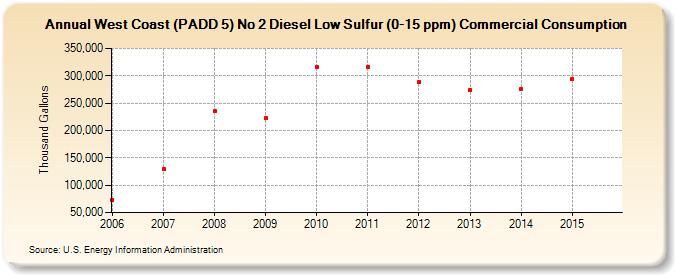 Annual West Coast (PADD 5) No 2 Diesel Low Sulfur (0-15 ppm) Commercial Consumption
Thousand Gallons
350,000
300,000
250,000
200,000
150,000
100,000
50,000
2006 2007 2008 2009 2010 2011 2012 2013 2014 2015
Source: U.S. Energy Information Administration